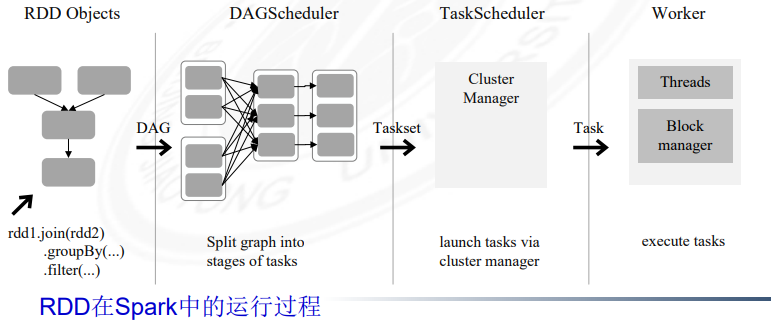 RDD Objects
DAGScheduler
TaskScheduler
Worker
DAG
Taskset
Cluster
Manager
Task
Threads
Block
manager
rdd1.join(rdd2)
.groupBy(...)
.filter(...)
Split graph into
stages of tasks
launch tasks via
cluster manager
execute tasks
RDD在Spark中的运行过程